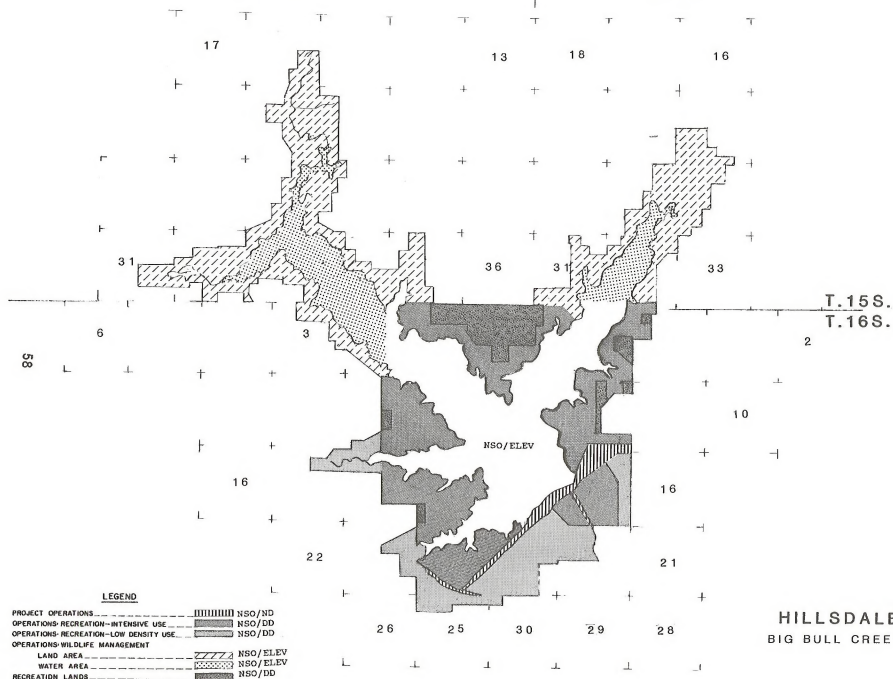 17
13
18
16
31
36
31
33
T.15S.
T.16S.
6
3
2
58
10
NSO/ELEV
16
16
22
21
LEGEND
PROJECT OPERATIONS NSO/ND
OPERATIONS: RECREATION-INTENSIVE USE NSO/DD
OPERATIONS: RECREATION-LOW DENSITY USE NSO/DD
OPERATIONS: WILDLIFE MANAGEMENT
LAND AREA NSO/ELEV
WATER AREA NSO/ELEV
RECREATION LANDS NSO/DD
26
25
30
29
28
HILLSDALE
BIG BULL CREE